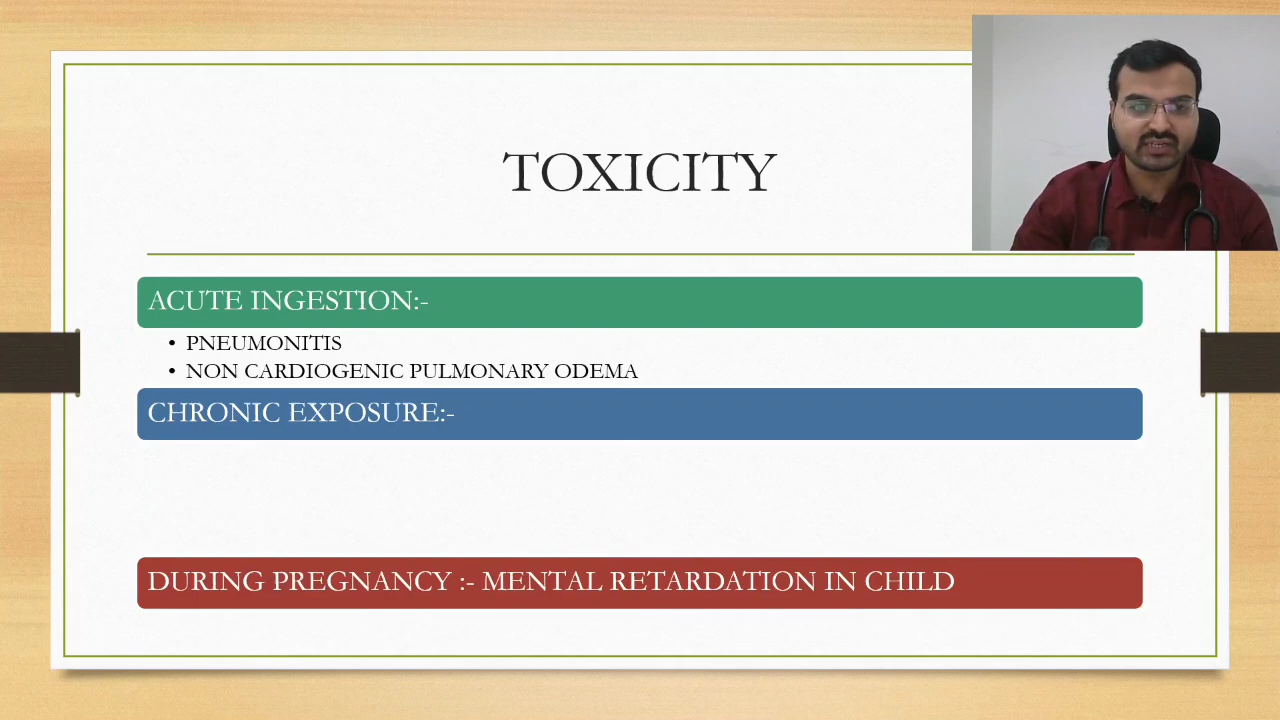 TOXICITY
ACUTE INGESTION:-
• PNEUMONITIS
• NON CARDIOGENIC PULMONARY ODEMA
CHRONIC EXPOSURE:-
DURING PREGNANCY :- MENTAL RETARDATION IN CHILD